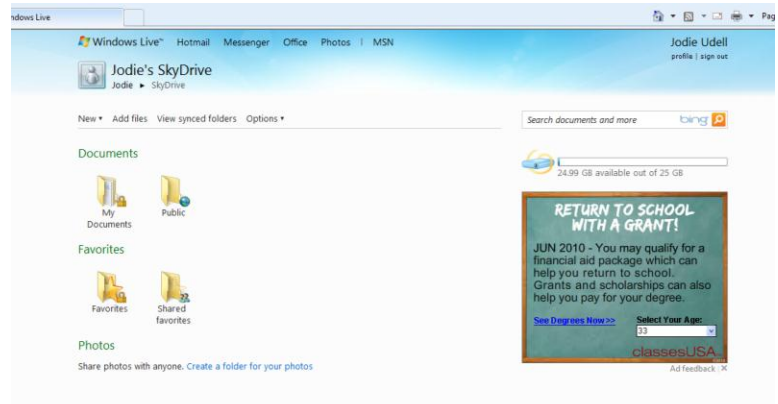 ndows Live
Pag
Windows Live™ Hotmail Messenger Office Photos | MSN
Jodie Udell
profile | sign out
Jodie's SkyDrive
Jodie ► SkyDrive
New ▾ Add files View synced folders Options ▾
Search documents and more bing
Documents
24.99 GB available out of 25 GB
My
Documents
Public
RETURN TO SCHOOL
WITH A GRANT!
JUN 2010 - You may qualify for a
financial aid package which can
help you return to school.
Grants and scholarships can also
help you pay for your degree.
See Degrees Now>>
Select Your Age:
33
classesUSA
Ad feedback | X
Favorites
Favorites
Shared
favorites
Photos
Share photos with anyone. Create a folder for your photos